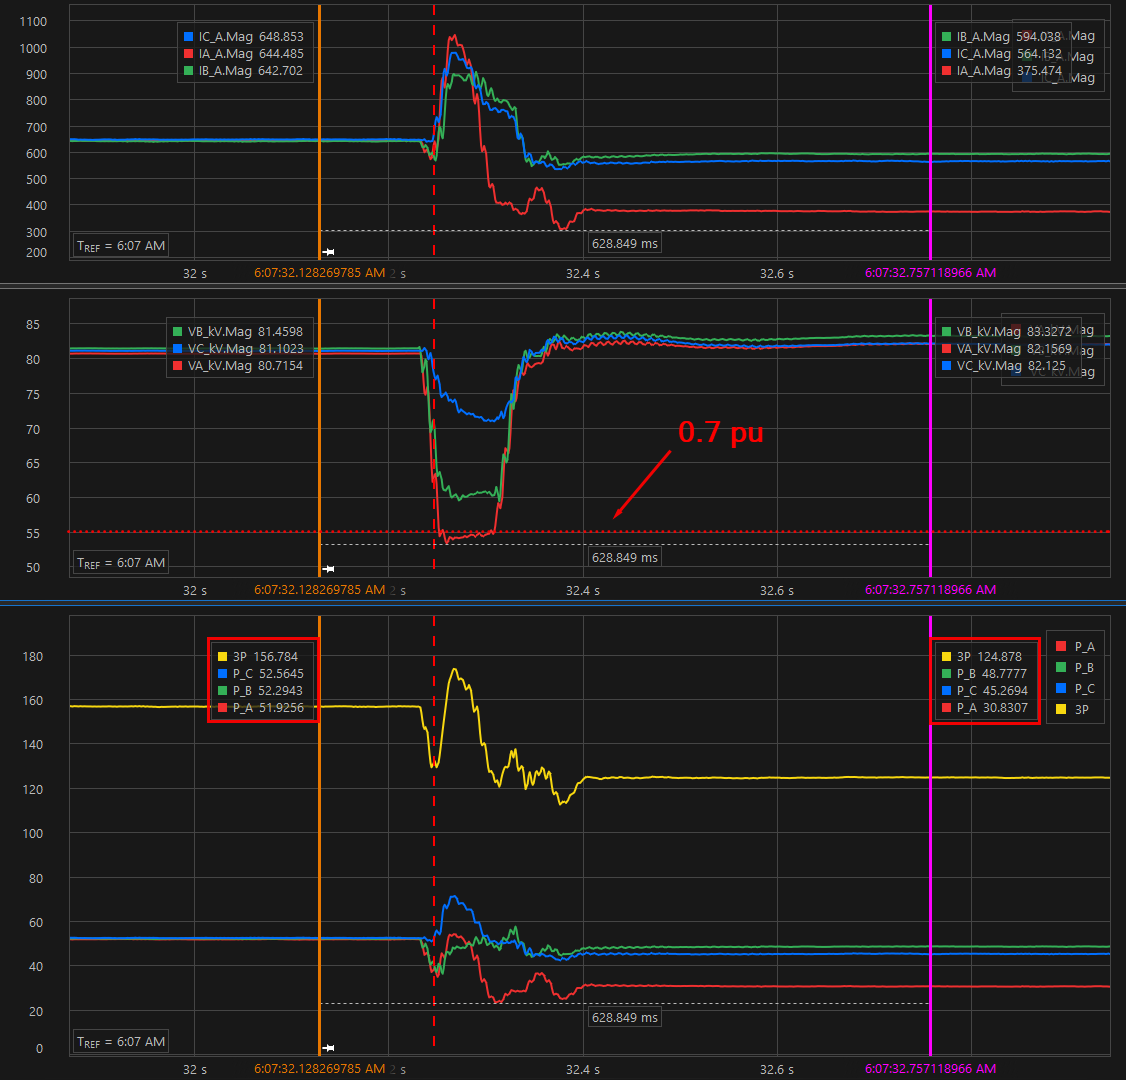 1100
1000
900
800
700
600
500
400
300
200
IC_A.Mag 648.853
IA_A.Mag 644.485
IB_A.Mag 642.702
IB_A.Mag 594.038
IC_A.Mag 564.132
IA_A.Mag 375.474
TREF = 6:07 AM
628.849 ms
32 s
6:07:32.128269785 AM
32.4 s
32.6 s
6:07:32.757118966 AM
85
80
75
70
65
60
55
50
VB_kV.Mag 81.4598
VC_kV.Mag 81.1023
VA_kV.Mag 80.7154
VB_kV.Mag 83.3272
VA_kV.Mag 82.1569
VC_kV.Mag 82.125
0.7 pu
TREF = 6:07 AM
628.849 ms
32 s
6:07:32.128269785 AM
32.4 s
32.6 s
6:07:32.757118966 AM
180
160
140
120
100
80
60
40
20
0
3P 156.784
P_C 52.5645
P_B 52.2943
P_A 51.9256
3P 124.878
P_B 48.7777
P_C 45.2694
P_A 30.8307
P_A
P_B
P_C
3P
TREF = 6:07 AM
628.849 ms
32 s
6:07:32.128269785 AM
32.4 s
32.6 s
6:07:32.757118966 AM